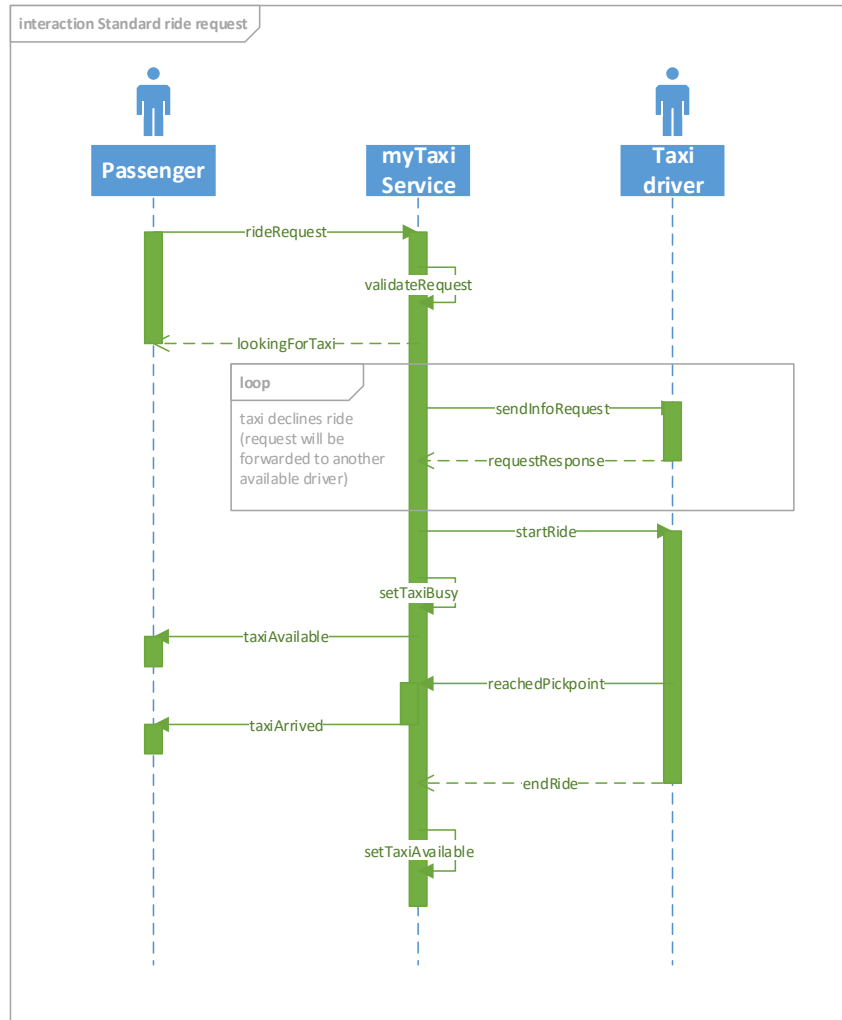 interaction Standard ride request
Passenger
myTaxi
Service
Taxi
driver
rideRequest
validateRequest
lookingForTaxi
loop
taxi declines ride
(request will be
forwarded to another
available driver)
sendInfoRequest
requestResponse
startRide
setTaxiBusy
taxiAvailable
reachedPickpoint
taxiArrived
endRide
setTaxiAvailable